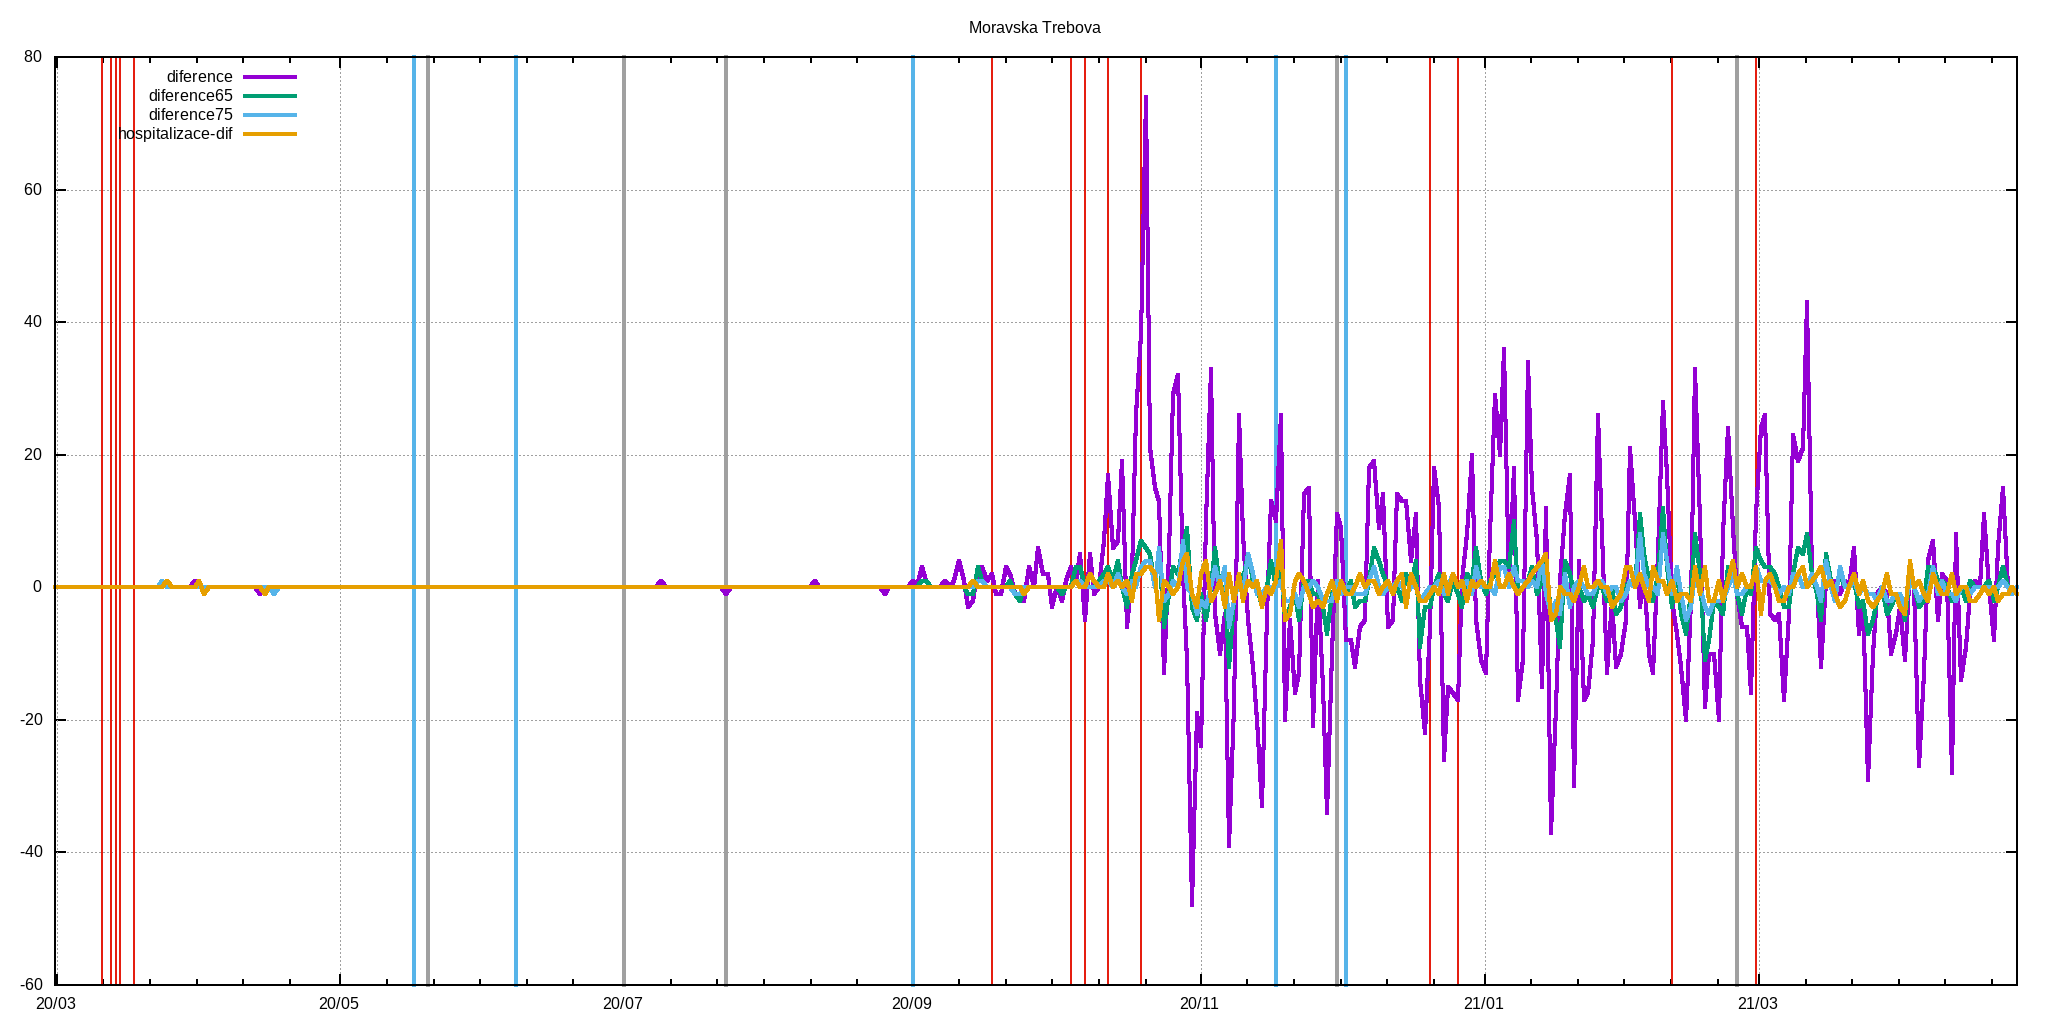 Moravska Trebova
80
60
40
20
0
-20
-40
-60
diference
diference65
diference75
hospitalizace-dif
20/03 20/05 20/07 20/09 20/11 21/01 21/03